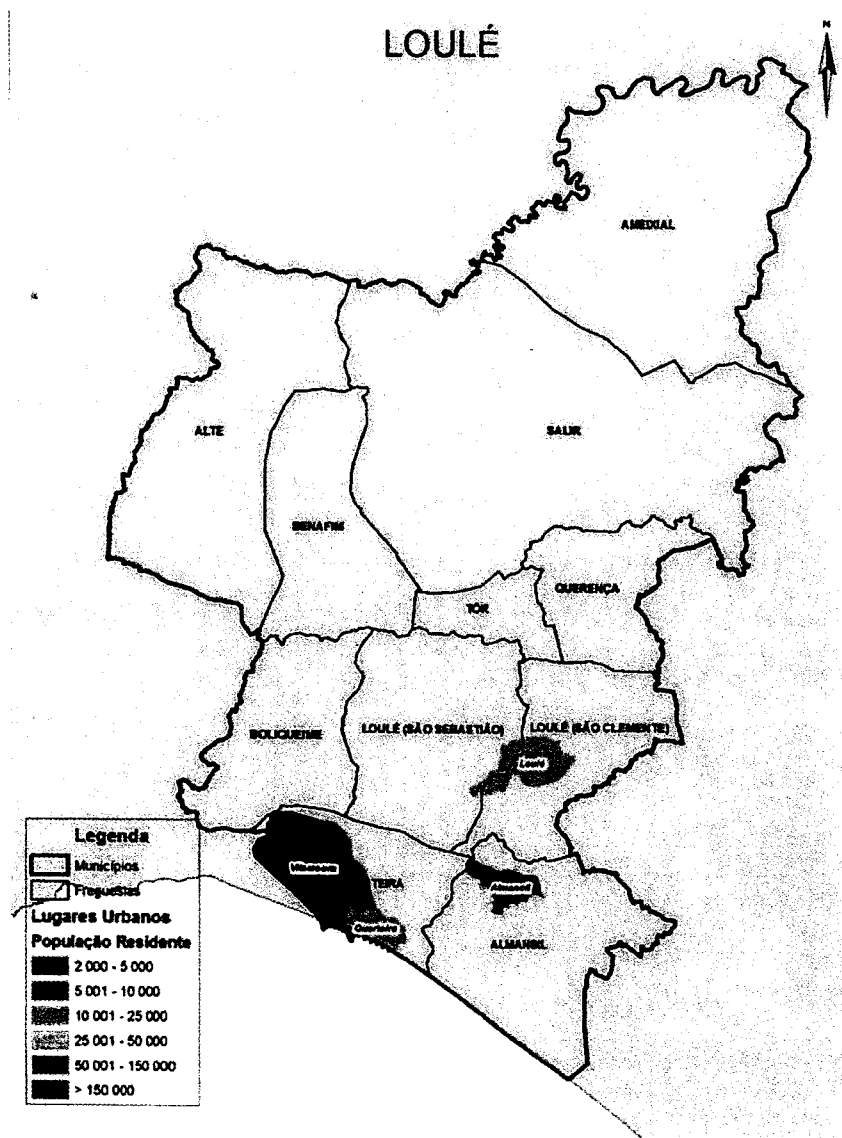 LOULÉ
N
AMEIXIAL
ALTE
SALIR
BENAFIM
QUERENÇA
TÔR
BOLIQUEIME
LOULÉ (SÃO SEBASTIÃO)
LOULÉ (SÃO CLEMENTE)
Loulé
Vilamoura
TEIRA
Almancil
Quarteira
ALMANSIL
Legenda
Municípios
Freguesias
Lugares Urbanos
População Residente
2 000 - 5 000
5 001 - 10 000
10 001 - 25 000
25 001 - 50 000
50 001 - 150 000
> 150 000